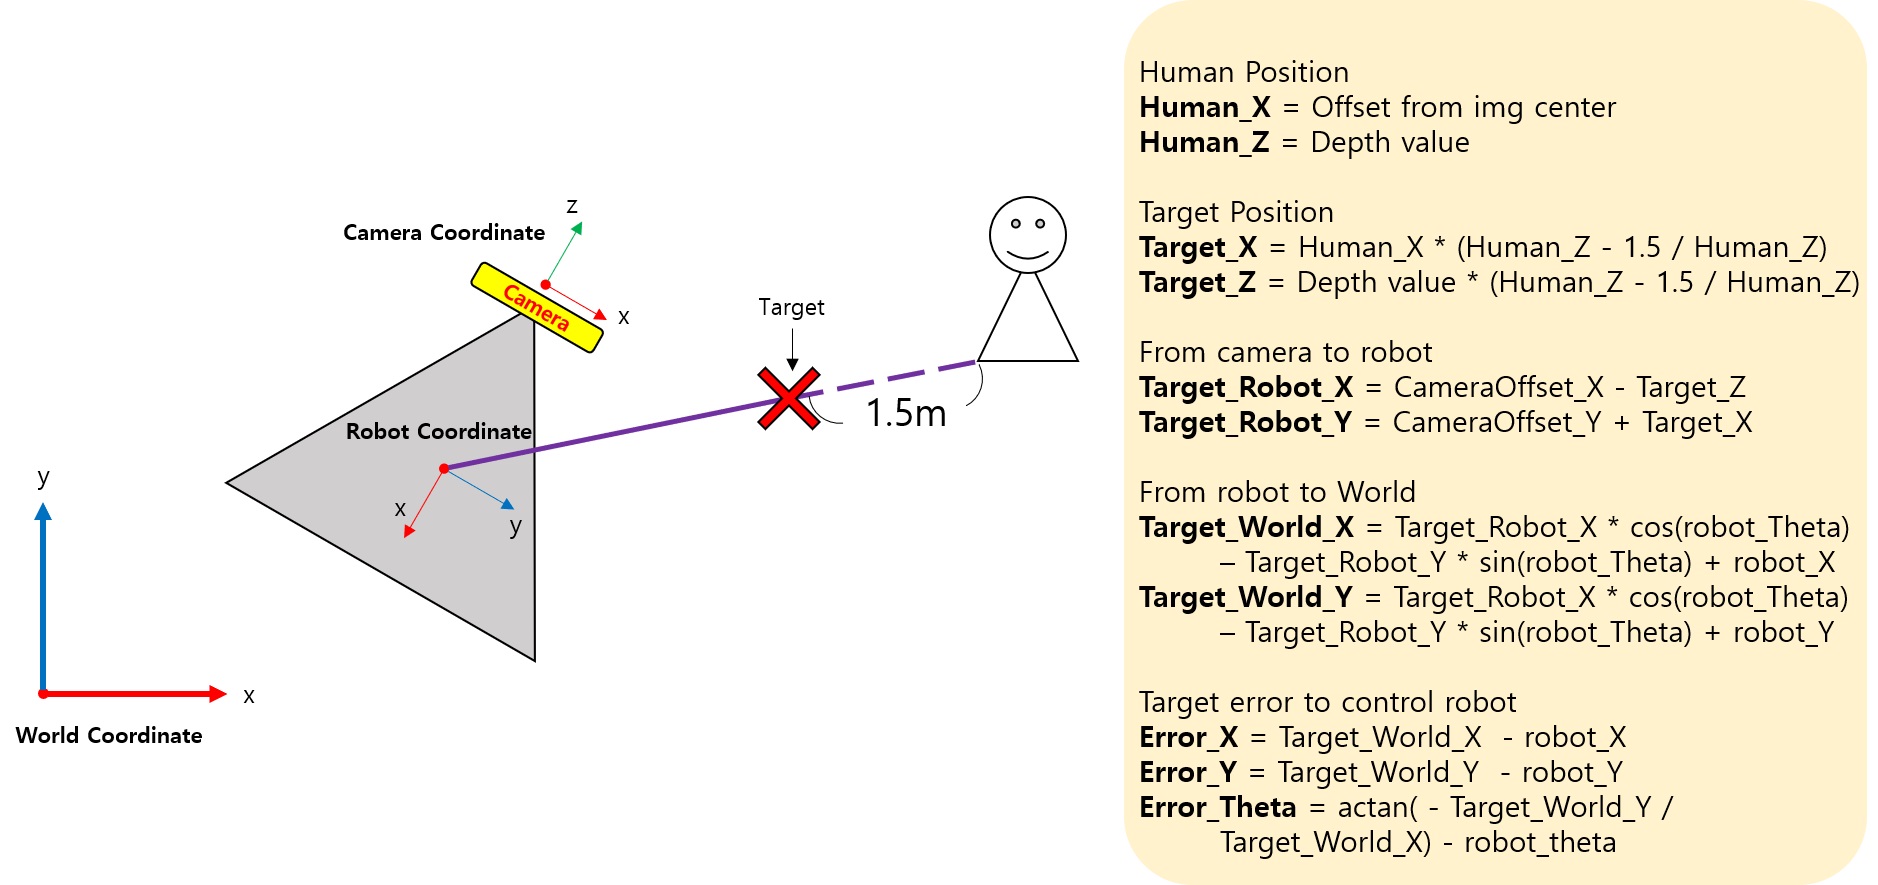 z
Camera Coordinate
Camera
x
Target
1.5m
Robot Coordinate
x
y
y
x
World Coordinate
Human Position
Human_X = Offset from img center
Human_Z = Depth value
Target Position
Target_X = Human_X * (Human_Z - 1.5 / Human_Z)
Target_Z = Depth value * (Human_Z - 1.5 / Human_Z)
From camera to robot
Target_Robot_X = CameraOffset_X - Target_Z
Target_Robot_Y = CameraOffset_Y + Target_X
From robot to World
Target_World_X = Target_Robot_X * cos(robot_Theta)
– Target_Robot_Y * sin(robot_Theta) + robot_X
Target_World_Y = Target_Robot_X * cos(robot_Theta)
– Target_Robot_Y * sin(robot_Theta) + robot_Y
Target error to control robot
Error_X = Target_World_X - robot_X
Error_Y = Target_World_Y - robot_Y
Error_Theta = actan( - Target_World_Y /
Target_World_X) - robot_theta